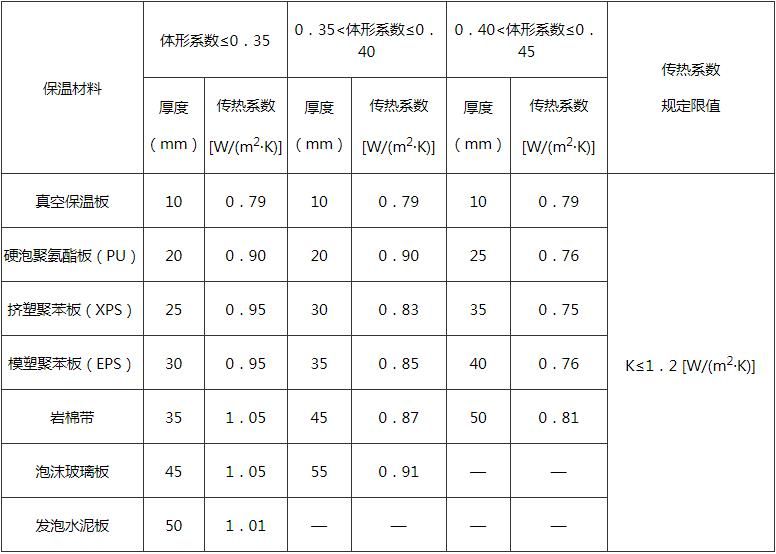 保温材料 体形系数≤0．35 0．35<体形系数≤0．40 0．40<体形系数≤0．45 传热系数规定限值
厚度（mm） 传热系数[W/(m²·K)] 厚度（mm） 传热系数[W/(m²·K)] 厚度（mm） 传热系数[W/(m²·K)]
真空保温板 10 0．79 10 0．79 10 0．79 K≤1．2 [W/(m²·K)]
硬泡聚氨酯板（PU） 20 0．90 20 0．90 25 0．76
挤塑聚苯板（XPS） 25 0．95 30 0．83 35 0．75
模塑聚苯板（EPS） 30 0．95 35 0．85 40 0．76
岩棉带 35 1．05 45 0．87 50 0．81
泡沫玻璃板 45 1．05 55 0．91 — —
发泡水泥板 50 1．01 — — — —